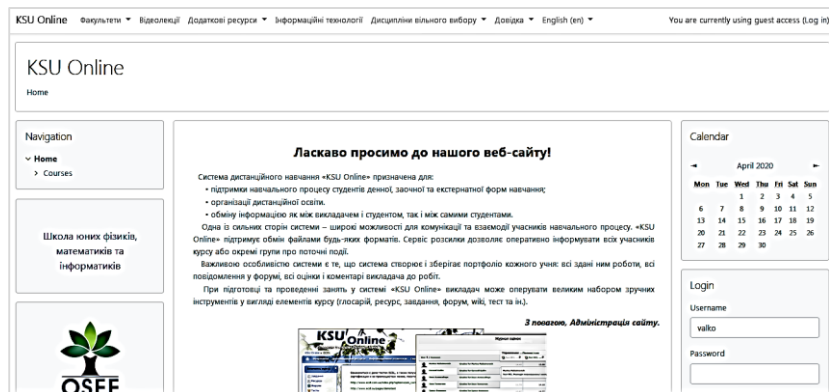 KSU Online Факультети Відеолекції Додаткові ресурси Інформаційні технології Дисципліни вільного вибору Довідка English (en) You are currently using guest access (Log in)
KSU Online
Home
Navigation
Home
Courses
Школа юних фізиків,
математиків та
інформатиків
OSEE
Ласкаво просимо до нашого веб-сайту!
Система дистанційного навчання «KSU Online» призначена для:
• підтримки навчального процесу студентів денної, заочної та екстернатної форм навчання;
• організації дистанційної освіти.
• обміну інформацією як між викладачем і студентом, так і між самими студентами.
Одна із сильних сторін системи – широкі можливості для комунікації та взаємодії учасників навчального процесу. «KSU
Online» підтримує обмін файлами будь-яких форматів. Сервіс розсилки дозволяє оперативно інформувати всіх учасників
курсу або окремі групи про поточні події.
Важливою особливістю системи є те, що система створює і зберігає портфоліо кожного учня: всі здані ним роботи, всі
повідомлення у форумі, всі оцінки і коментарі викладача до робіт.
При підготовці та проведенні занять у системі «KSU Online» викладач може оперувати великим набором зручних
інструментів у вигляді елементів курсу (глосарій, ресурс, завдання, форум, wiki, тест та ін.).
З повагою, Адміністрація сайту.
KSU Online
Calendar
April 2020
Mon Tue Wed Thu Fri Sat Sun
1 2 3 4 5
6 7 8 9 10 11 12
13 14 15 16 17 18 19
20 21 22 23 24 25 26
27 28 29 30
Login
Username
valko
Password